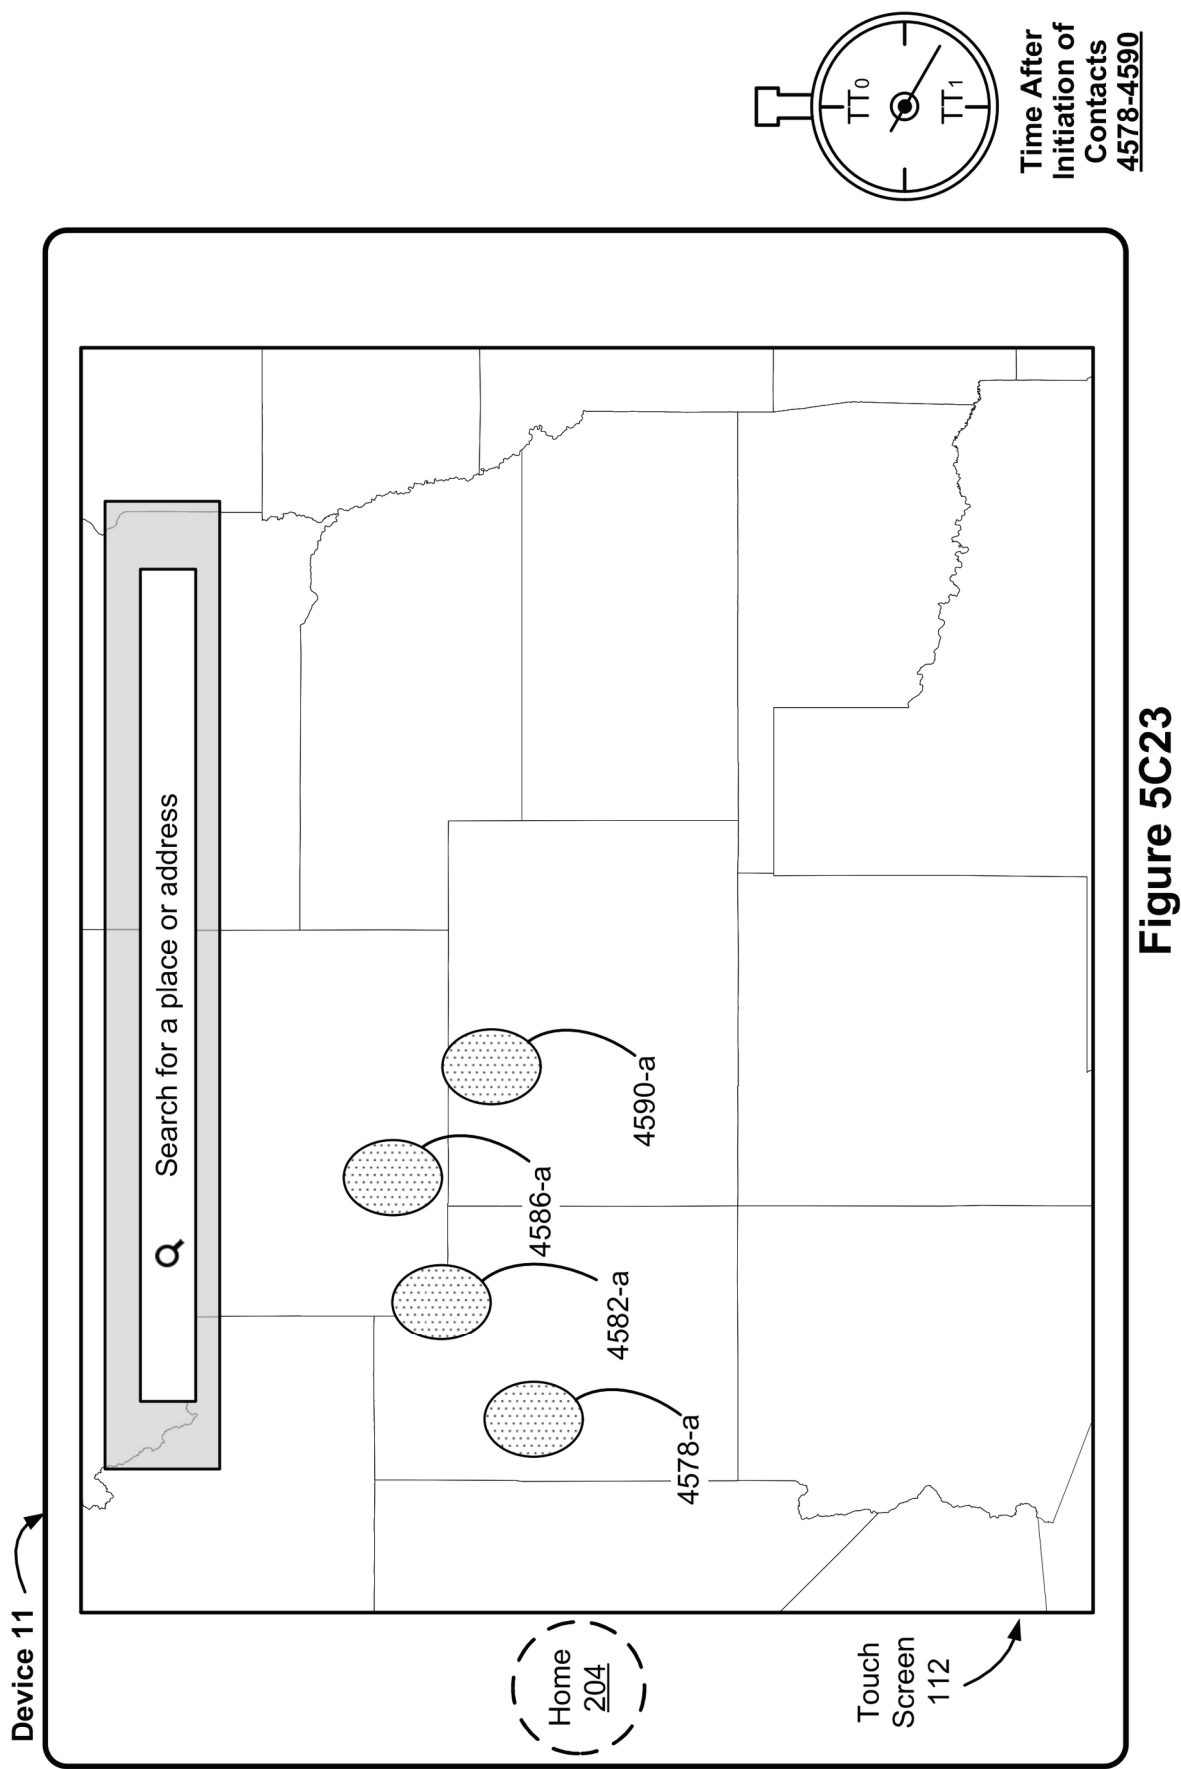 Device 11
Search for a place or address
4578-a
4582-a
4586-a
4590-a
Home
204
Touch
Screen
112
TT0
TT1
Time After
Initiation of
Contacts
4578-4590
Figure 5C23